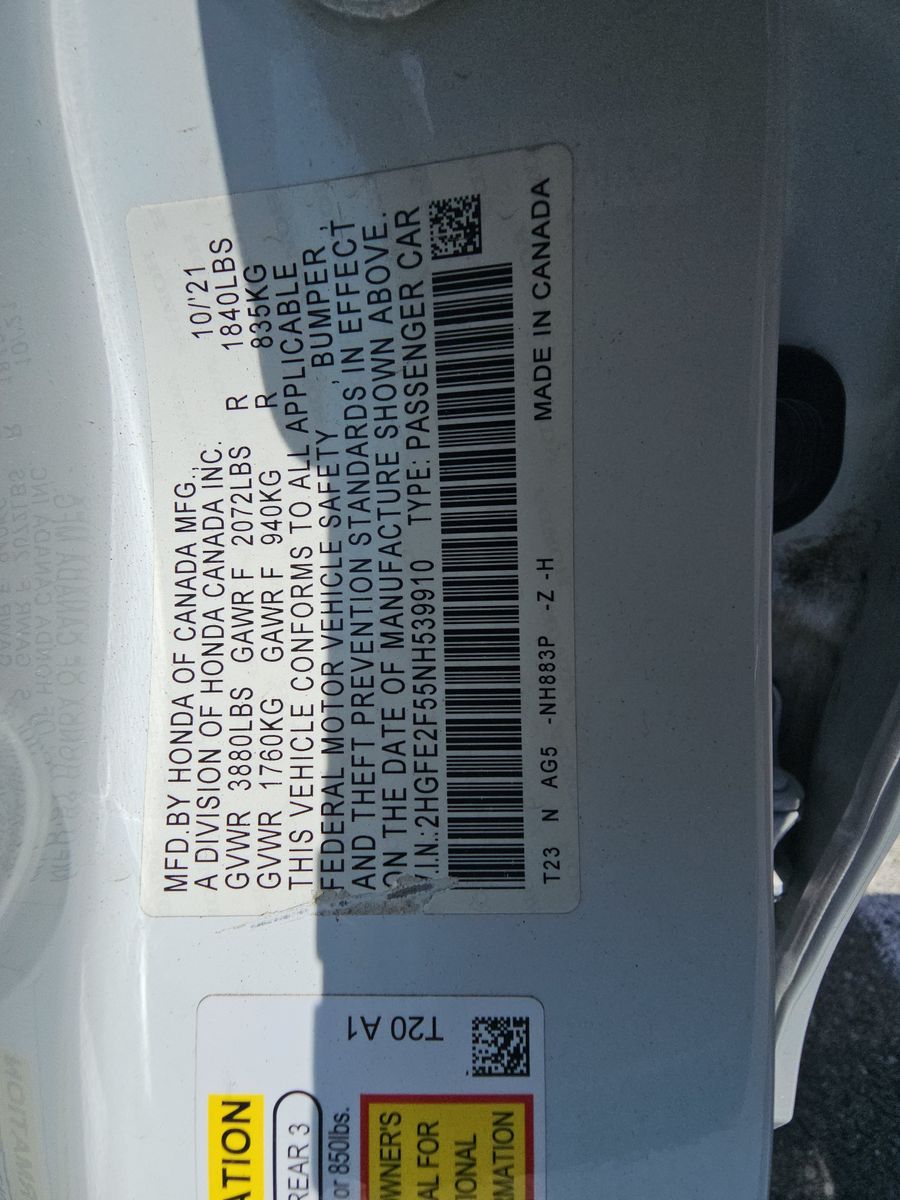 MFD.BY HONDA OF CANADA MFG., 10/'21
A DIVISION OF HONDA CANADA INC.
GVWR 3880LBS GAWR F 2072LBS R 1840LBS
GVWR 1760KG GAWR F 940KG R 835KG
THIS VEHICLE CONFORMS TO ALL APPLICABLE
FEDERAL MOTOR VEHICLE SAFETY , BUMPER ,
AND THEFT PREVENTION STANDARDS IN EFFECT
ON THE DATE OF MANUFACTURE SHOWN ABOVE.
V.I.N.:2HGFE2F55NH539910 TYPE: PASSENGER CAR
T23 N AG5 -NH883P -Z -H MADE IN CANADA
T20 A1
ATION
REAR 3
or 850lbs.
WNER'S
AL FOR
IONAL
MATION